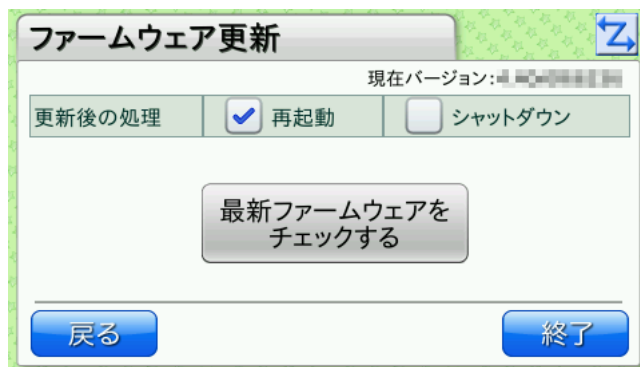 ファームウェア更新
Z
現在バージョン:
更新後の処理 再起動 シャットダウン
最新ファームウェアを
チェックする
戻る 終了